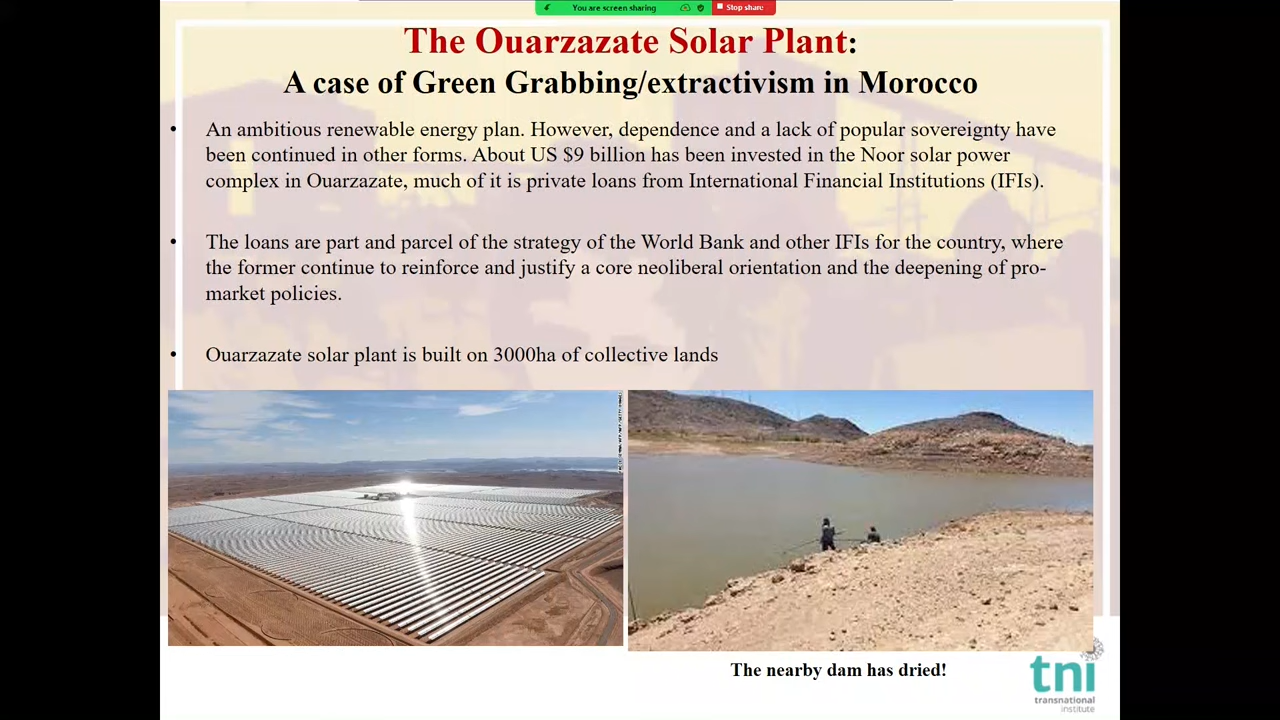 You are screen sharing
Stop share
The Ouarzazate Solar Plant:
A case of Green Grabbing/extractivism in Morocco
• An ambitious renewable energy plan. However, dependence and a lack of popular sovereignty have
been continued in other forms. About US $9 billion has been invested in the Noor solar power
complex in Ouarzazate, much of it is private loans from International Financial Institutions (IFIs).
• The loans are part and parcel of the strategy of the World Bank and other IFIs for the country, where
the former continue to reinforce and justify a core neoliberal orientation and the deepening of pro-
market policies.
• Ouarzazate solar plant is built on 3000ha of collective lands
The nearby dam has dried!
tni
transnational
institute